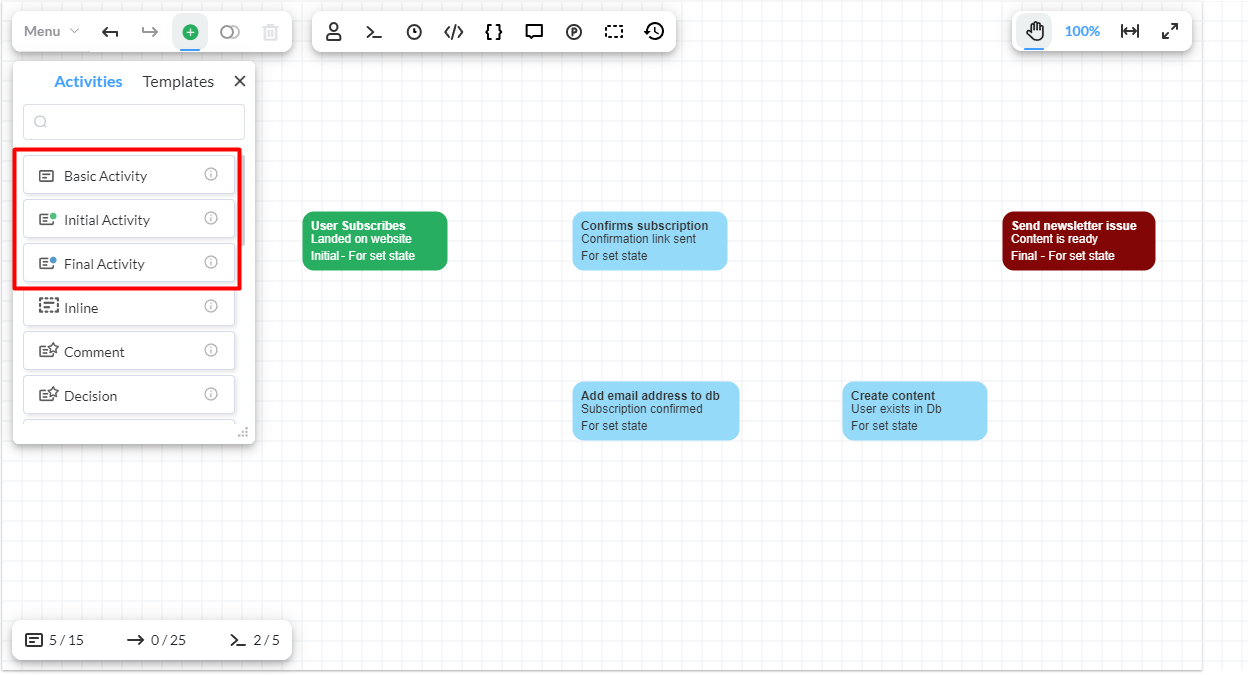 Menu
100%
Activities
Templates
Basic Activity
Initial Activity
Final Activity
Inline
Comment
Decision
User Subscribes
Landed on website
Initial - For set state
Confirms subscription
Confirmation link sent
For set state
Send newsletter issue
Content is ready
Final - For set state
Add email address to db
Subscription confirmed
For set state
Create content
User exists in Db
For set state
5 / 15
0 / 25
2 / 5